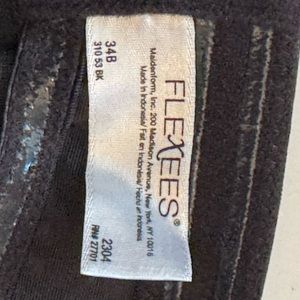 FLEXEES®
Maidenform, Inc. 200 Madison Avenue, New York, NY 10016
Made in Indonesia/ Fait en Indonésie/ Hecho en Indonesia
34B 2304
310 53 BK RN# 27701